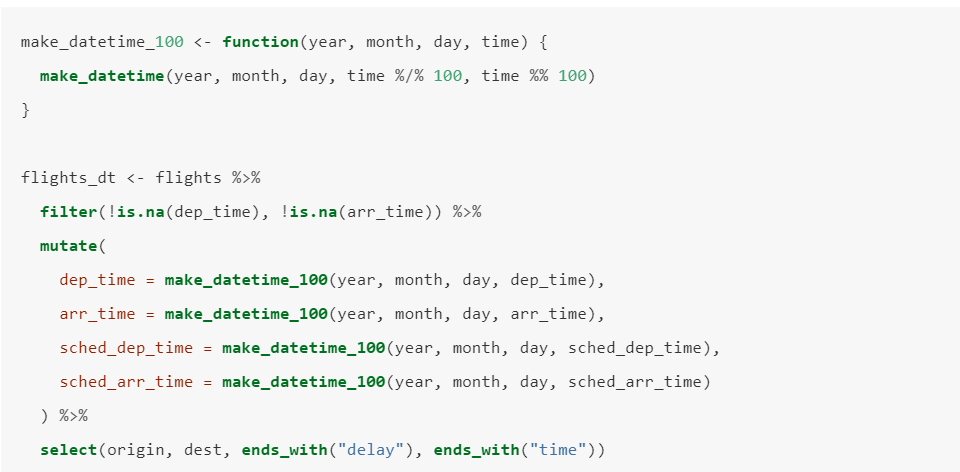 make_datetime_100 <- function(year, month, day, time) {
  make_datetime(year, month, day, time %/% 100, time %% 100)
}

flights_dt <- flights %>%
  filter(!is.na(dep_time), !is.na(arr_time)) %>%
  mutate(
    dep_time = make_datetime_100(year, month, day, dep_time),
    arr_time = make_datetime_100(year, month, day, arr_time),
    sched_dep_time = make_datetime_100(year, month, day, sched_dep_time),
    sched_arr_time = make_datetime_100(year, month, day, sched_arr_time)
  ) %>%
  select(origin, dest, ends_with("delay"), ends_with("time"))